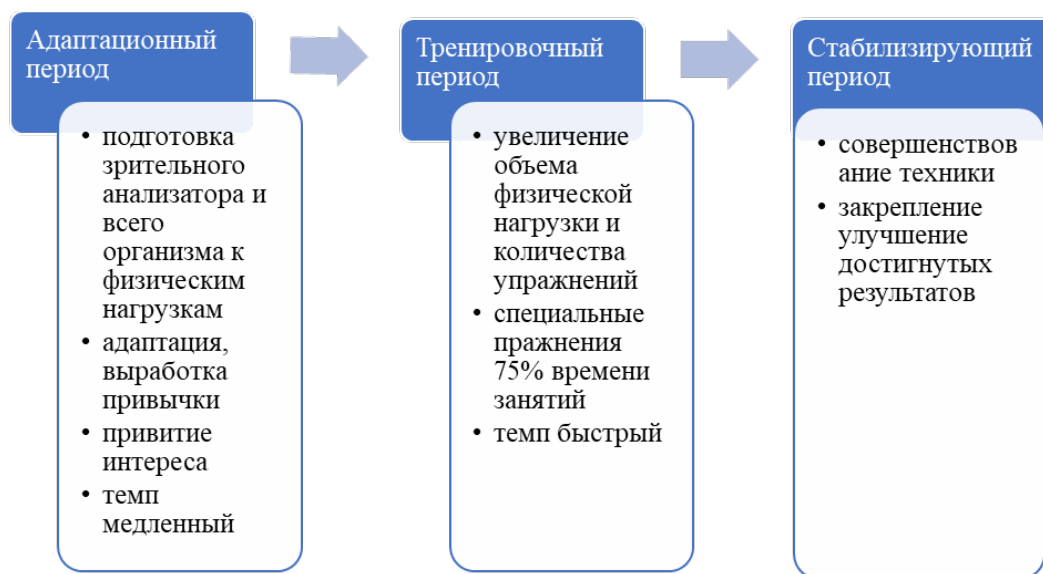 Адаптационный
период
• подготовка
зрительного
анализатора и
всего
организма к
физическим
нагрузкам
• адаптация,
выработка
привычки
• привитие
интереса
• темп
медленный
Тренировочный
период
• увеличение
объема
физической
нагрузки и
количества
упражнений
• специальные
пражнения
75% времени
занятий
• темп быстрый
Стабилизирующий
период
• совершенствов
ание техники
• закрепление
улучшение
достигнутых
результатов